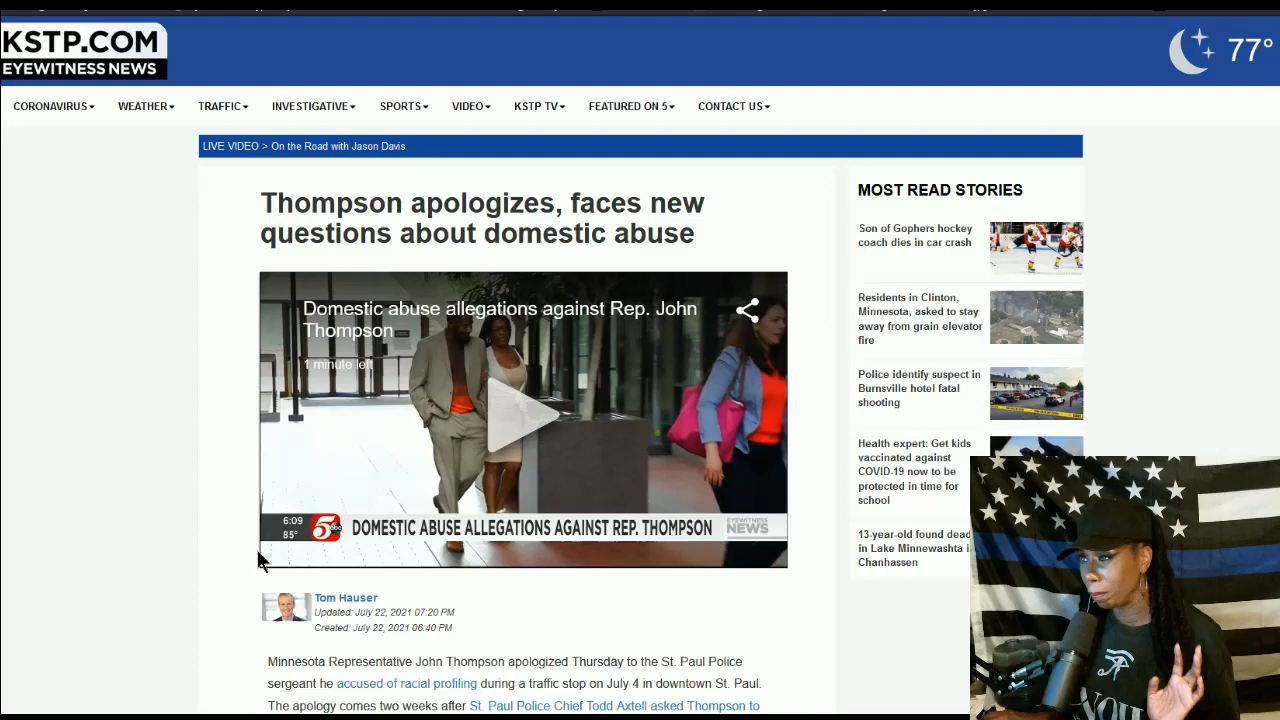 KSTP.COM
EYEWITNESS NEWS
77°
CORONAVIRUS
WEATHER
TRAFFIC
INVESTIGATIVE
SPORTS
VIDEO
KSTP TV
FEATURED ON 5
CONTACT US
LIVE VIDEO > On the Road with Jason Davis
Thompson apologizes, faces new
questions about domestic abuse
Domestic abuse allegations against Rep. John
Thompson
1 minute left
6:09
85°
5 abc
DOMESTIC ABUSE ALLEGATIONS AGAINST REP. THOMPSON
EYEWITNESS
NEWS
Tom Hauser
Updated: July 22, 2021 07:20 PM
Created: July 22, 2021 06:40 PM
Minnesota Representative John Thompson apologized Thursday to the St. Paul Police
sergeant he accused of racial profiling during a traffic stop on July 4 in downtown St. Paul.
The apology comes two weeks after St. Paul Police Chief Todd Axtell asked Thompson to
MOST READ STORIES
Son of Gophers hockey
coach dies in car crash
Residents in Clinton,
Minnesota, asked to stay
away from grain elevator
fire
Police identify suspect in
Burnsville hotel fatal
shooting
Health expert: Get kids
vaccinated against
COVID-19 now to be
protected in time for
school
13-year-old found dead
in Lake Minnewashta i
Chanhassen
YOU